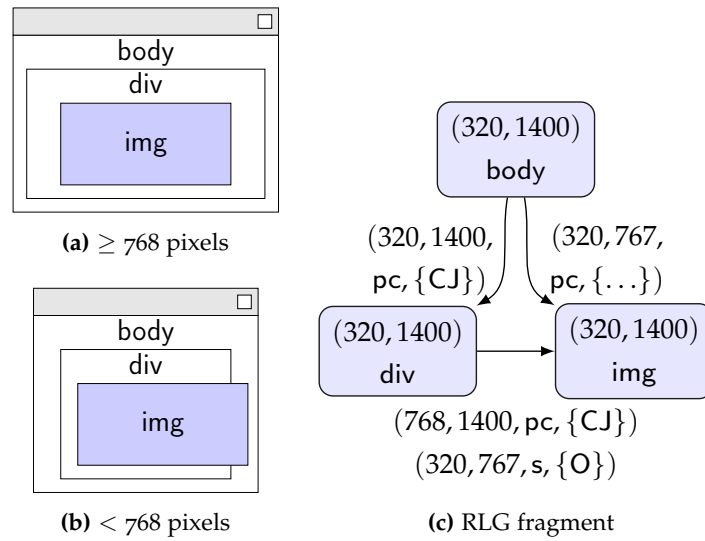 body
div
img
(a) ≥ 768 pixels
body
div
img
(b) < 768 pixels
(320, 1400)
body
(320, 1400,
pc, {CJ})
(320, 767,
pc, {...})
(320, 1400)
div
(320, 1400)
img
(768, 1400, pc, {CJ})
(320, 767, s, {O})
(c) RLG fragment